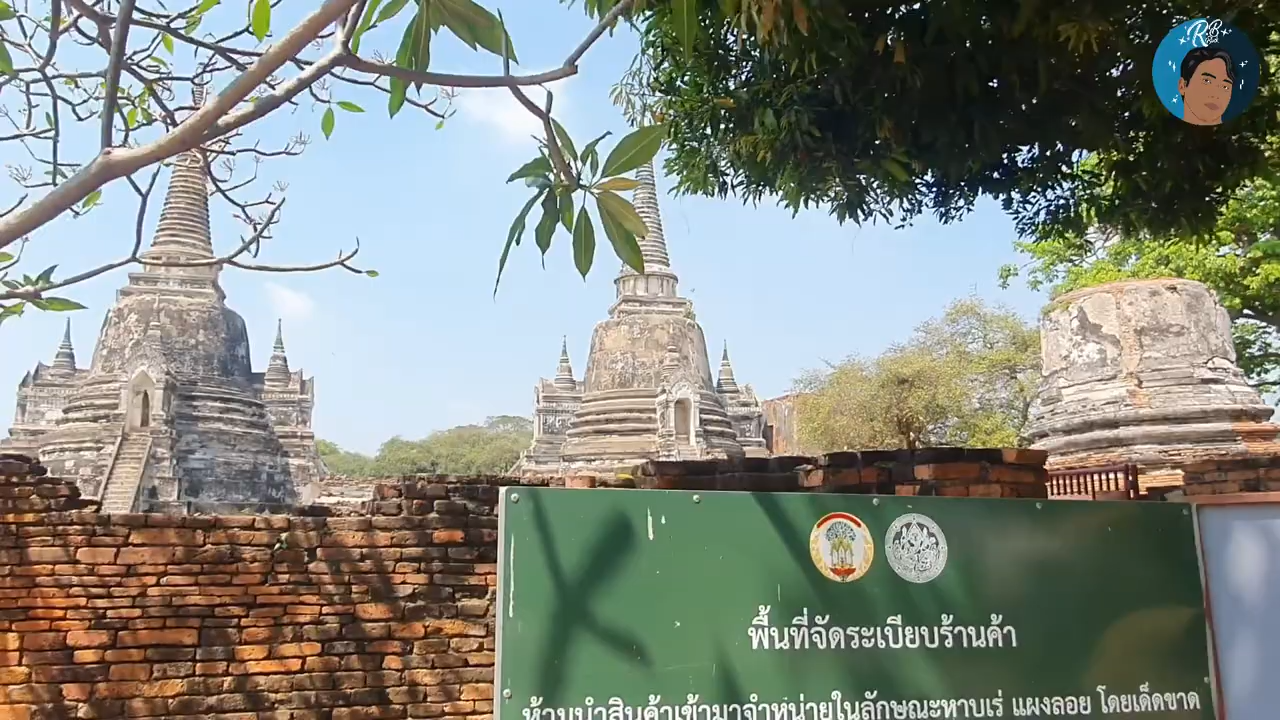 RB
พื้นที่จัดระเบียบร้านค้า
ห้ามนำสินค้าเข้ามาจำหน่ายในลักษณะหาบเร่ แผงลอย โดยเด็ดขาด